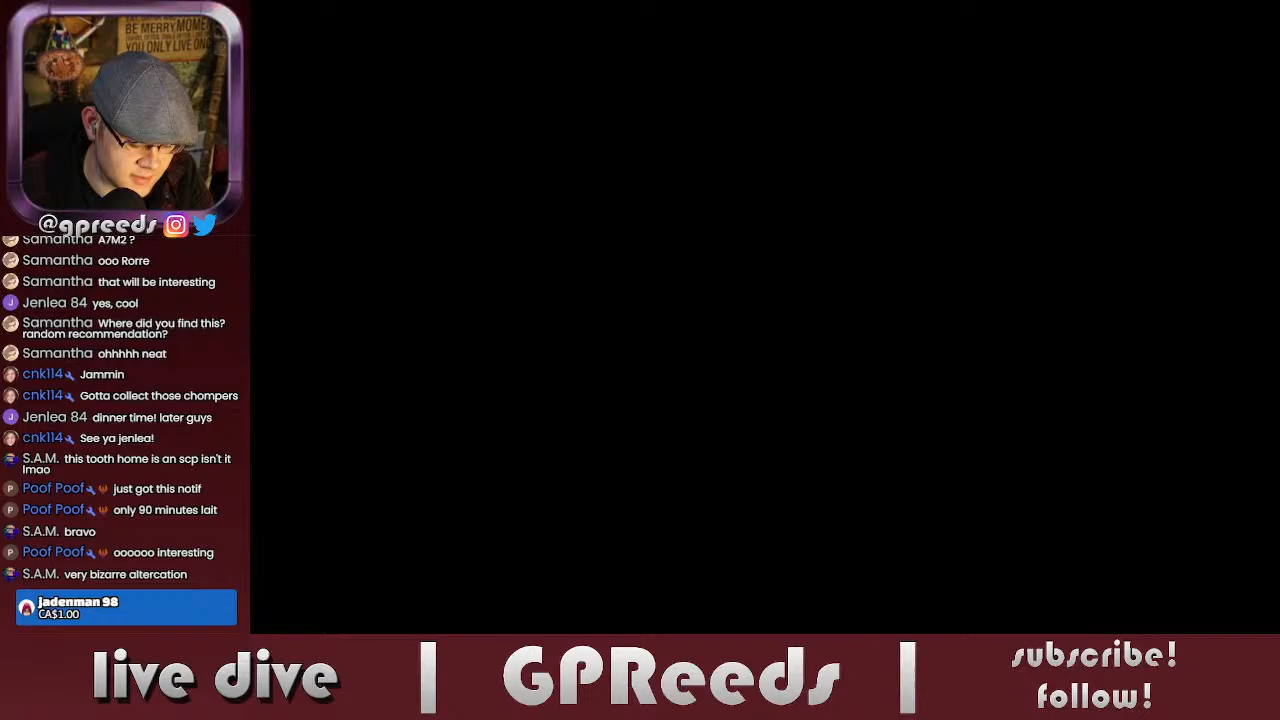 BE MERRY MOME
YOU ONLY LIVE ONC
@gpreeds
Samantha A7M2 ?
Samantha ooo Rorre
Samantha that will be interesting
Jenlea 84 yes, cool
Samantha Where did you find this?
random recommendation?
Samantha ohhhhh neat
cnk114 Jammin
cnk114 Gotta collect those chompers
Jenlea 84 dinner time! later guys
cnk114 See ya jenlea!
S.A.M. this tooth home is an scp isn't it
lmao
Poof Poof just got this notif
Poof Poof only 90 minutes lait
S.A.M. bravo
Poof Poof oooooo interesting
S.A.M. very bizarre altercation
jadenman 98
CA$1.00
live dive | GPReeds | subscribe!
follow!